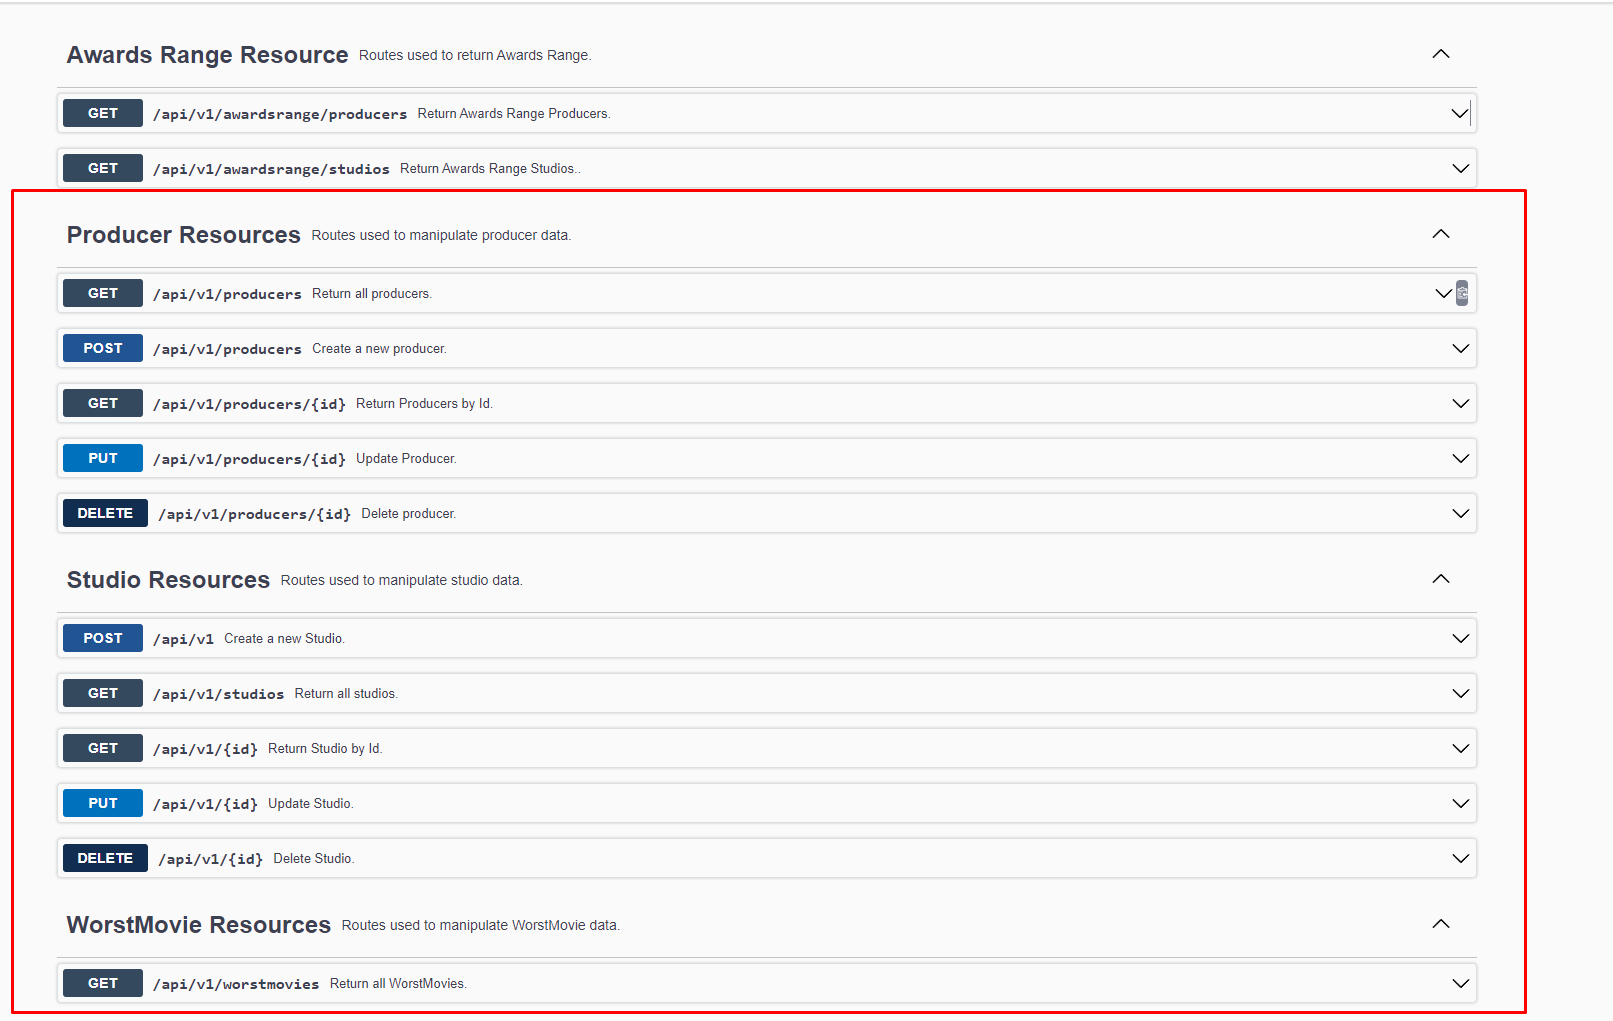 Awards Range Resource Routes used to return Awards Range.
GET /api/v1/awardsrange/producers Return Awards Range Producers.
GET /api/v1/awardsrange/studios Return Awards Range Studios..
Producer Resources Routes used to manipulate producer data.
GET /api/v1/producers Return all producers.
POST /api/v1/producers Create a new producer.
GET /api/v1/producers/{id} Return Producers by Id.
PUT /api/v1/producers/{id} Update Producer.
DELETE /api/v1/producers/{id} Delete producer.
Studio Resources Routes used to manipulate studio data.
POST /api/v1 Create a new Studio.
GET /api/v1/studios Return all studios.
GET /api/v1/{id} Return Studio by Id.
PUT /api/v1/{id} Update Studio.
DELETE /api/v1/{id} Delete Studio.
WorstMovie Resources Routes used to manipulate WorstMovie data.
GET /api/v1/worstmovies Return all WorstMovies.